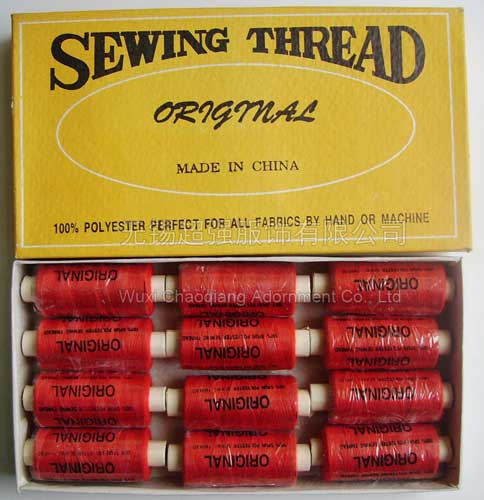 SEWING THREAD
ORIGINAL
MADE IN CHINA
100% POLYESTER PERFECT FOR ALL FABRICS BY HAND OR MACHINE
无锡超强服饰有限公司
ORIGINAL
ORIGINAL
ORIGINAL
Wuxi Chaoqiang Adornment Co., Ltd
ORIGINAL
ORIGINAL
ORIGINAL
ORIGINAL
ORIGINAL
ORIGINAL
ORIGINAL
ORIGINAL
ORIGINAL